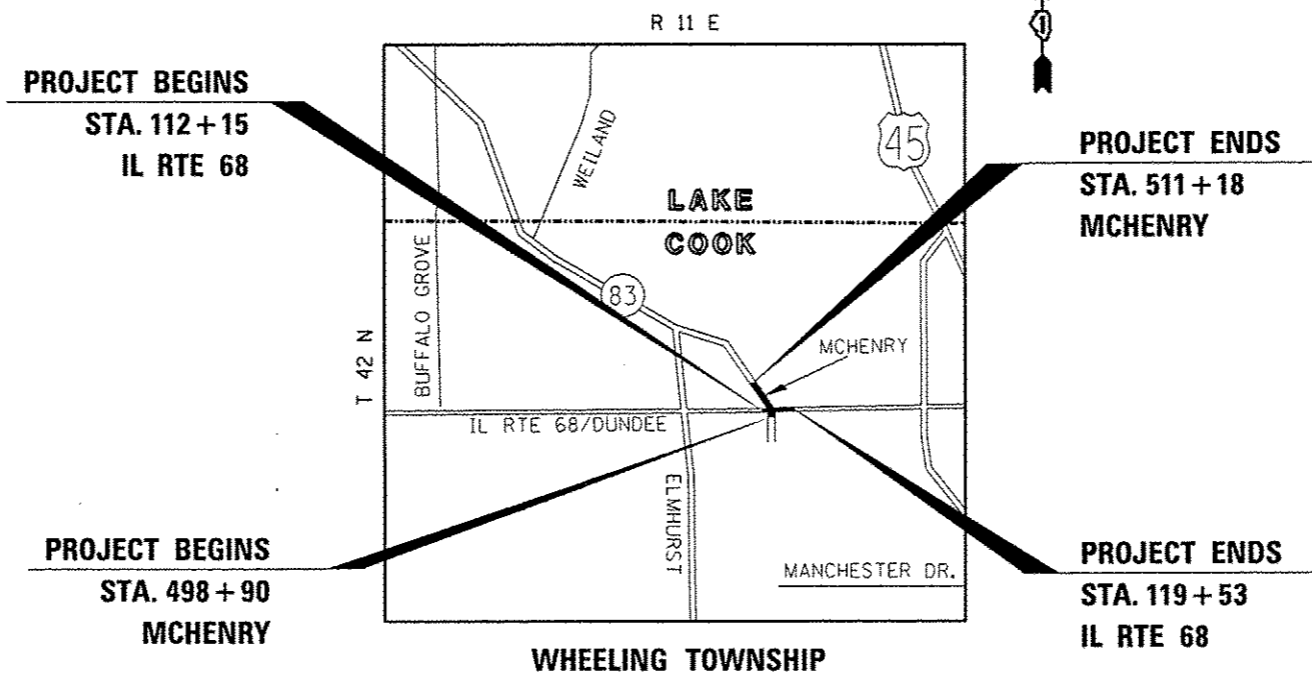 R 11 E
PROJECT BEGINS
STA. 112+15
IL RTE 68
WEILAND
45
PROJECT ENDS
STA. 511+18
MCHENRY
LAKE
COOK
BUFFALO GROVE
83
T 42 N
MCHENRY
IL RTE 68/DUNDEE
ELMHURST
PROJECT BEGINS
STA. 498+90
MCHENRY
MANCHESTER DR.
PROJECT ENDS
STA. 119+53
IL RTE 68
WHEELING TOWNSHIP